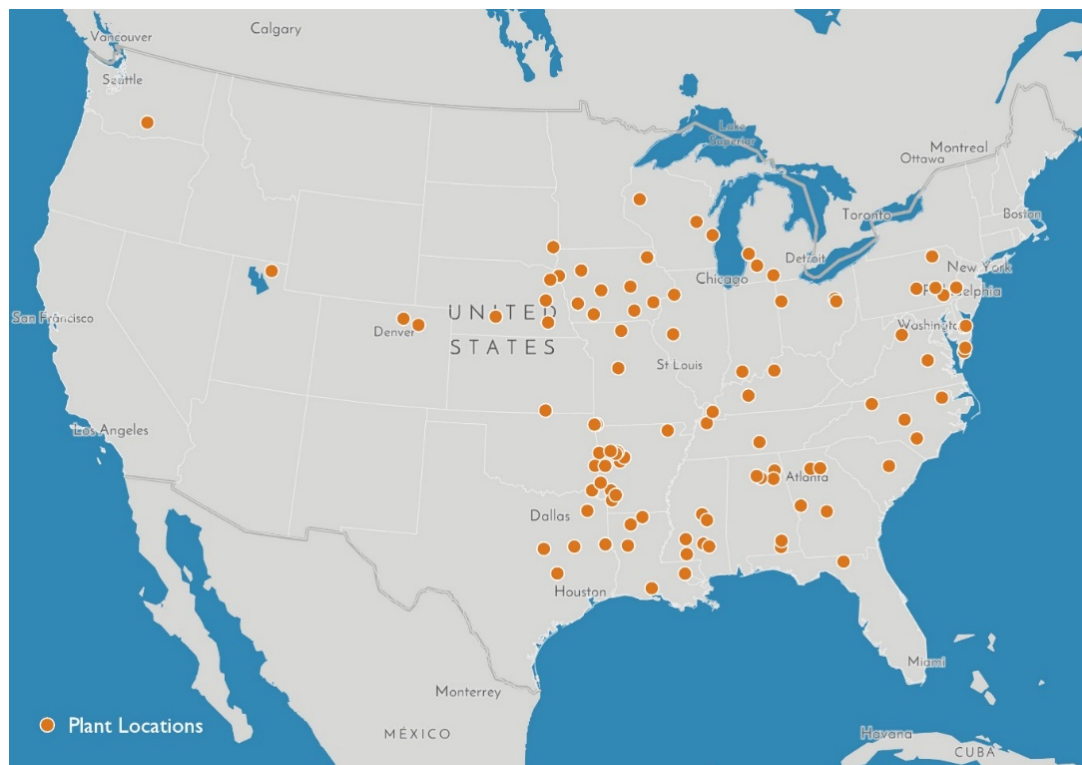 Calgary
Vancouver
Seattle
Lake
Superior
Montreal
Ottawa
Toronto
Boston
Detroit
Chicago
New York
Philadelphia
San Francisco
UNITED
Denver
Washington
STATES
St Louis
Los Angeles
Atlanta
Dallas
Houston
Miami
Monterrey
Plant Locations
MÉXICO
Havana
CUBA